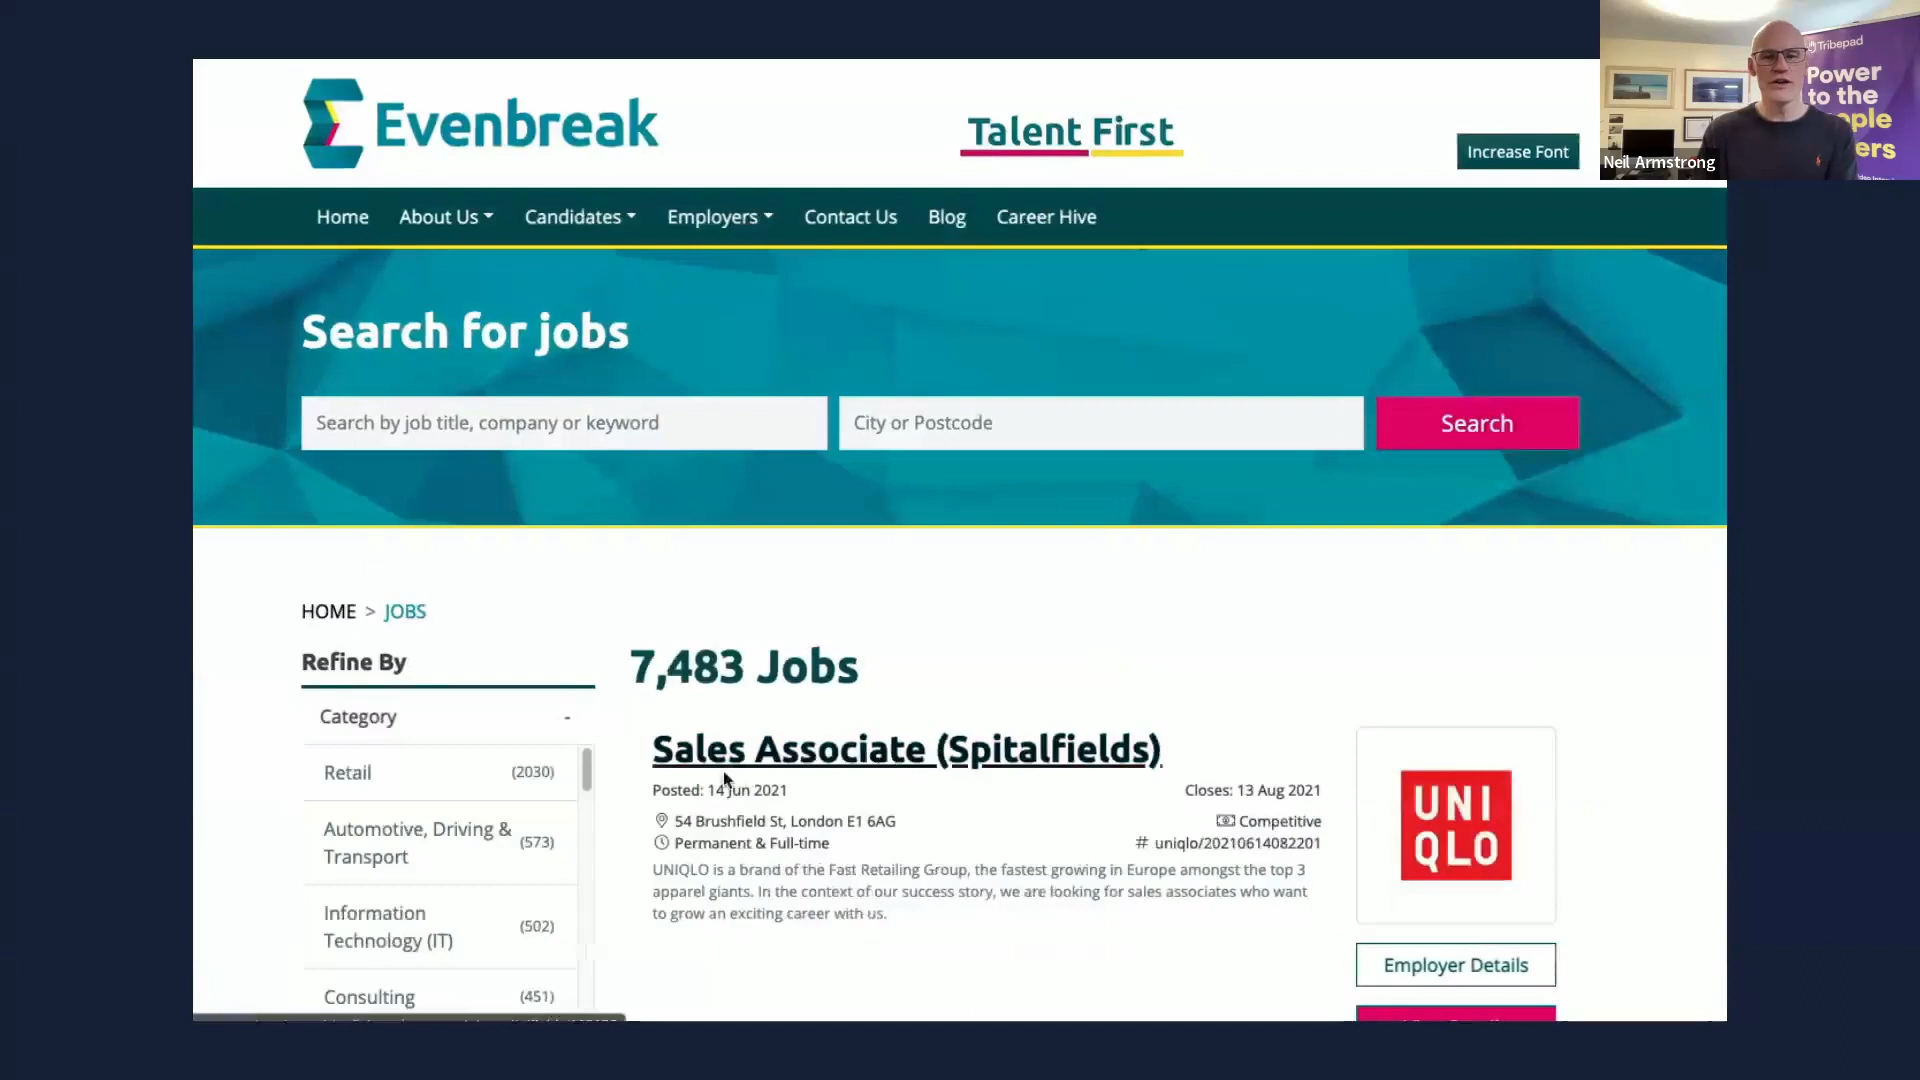 Evenbreak
Talent First
Increase Font
Tribepad
Power
to the
ople
ers
Neil Armstrong
Home
About Us
Candidates
Employers
Contact Us
Blog
Career Hive
Search for jobs
Search by job title, company or keyword
City or Postcode
Search
HOME > JOBS
Refine By
Category -
Retail (2030)
Automotive, Driving & (573)
Transport
Information (502)
Technology (IT)
Consulting (451)
7,483 Jobs
Sales Associate (Spitalfields)
Posted: 14 Jun 2021
Closes: 13 Aug 2021
54 Brushfield St, London E1 6AG
Competitive
Permanent & Full-time
# uniqlo/20210614082201
UNIQLO is a brand of the Fast Retailing Group, the fastest growing in Europe amongst the top 3
apparel giants. In the context of our success story, we are looking for sales associates who want
to grow an exciting career with us.
UNI
QLO
Employer Details